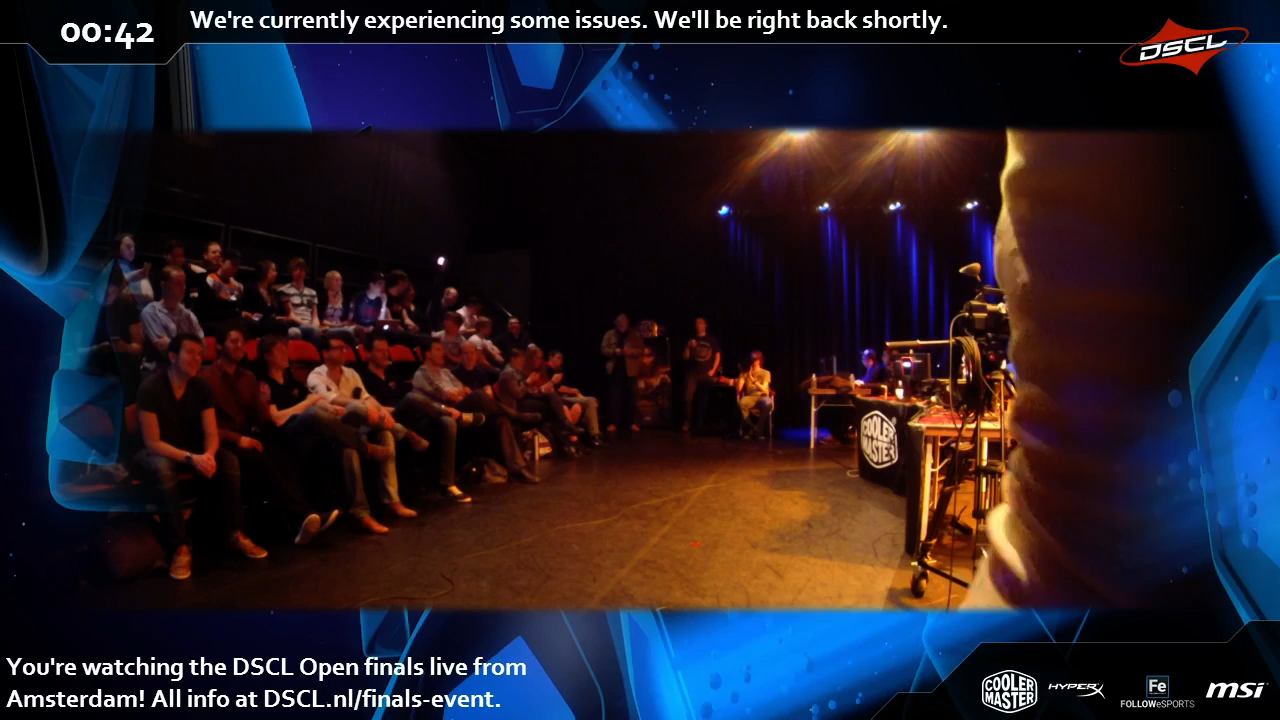 00:42
We're currently experiencing some issues. We'll be right back shortly.
DSCL
COOLER
MASTER
You're watching the DSCL Open finals live from
Amsterdam! All info at DSCL.nl/finals-event.
COOLER
MASTER
HYPERX
Fe
FOLLOWeSPORTS
msi